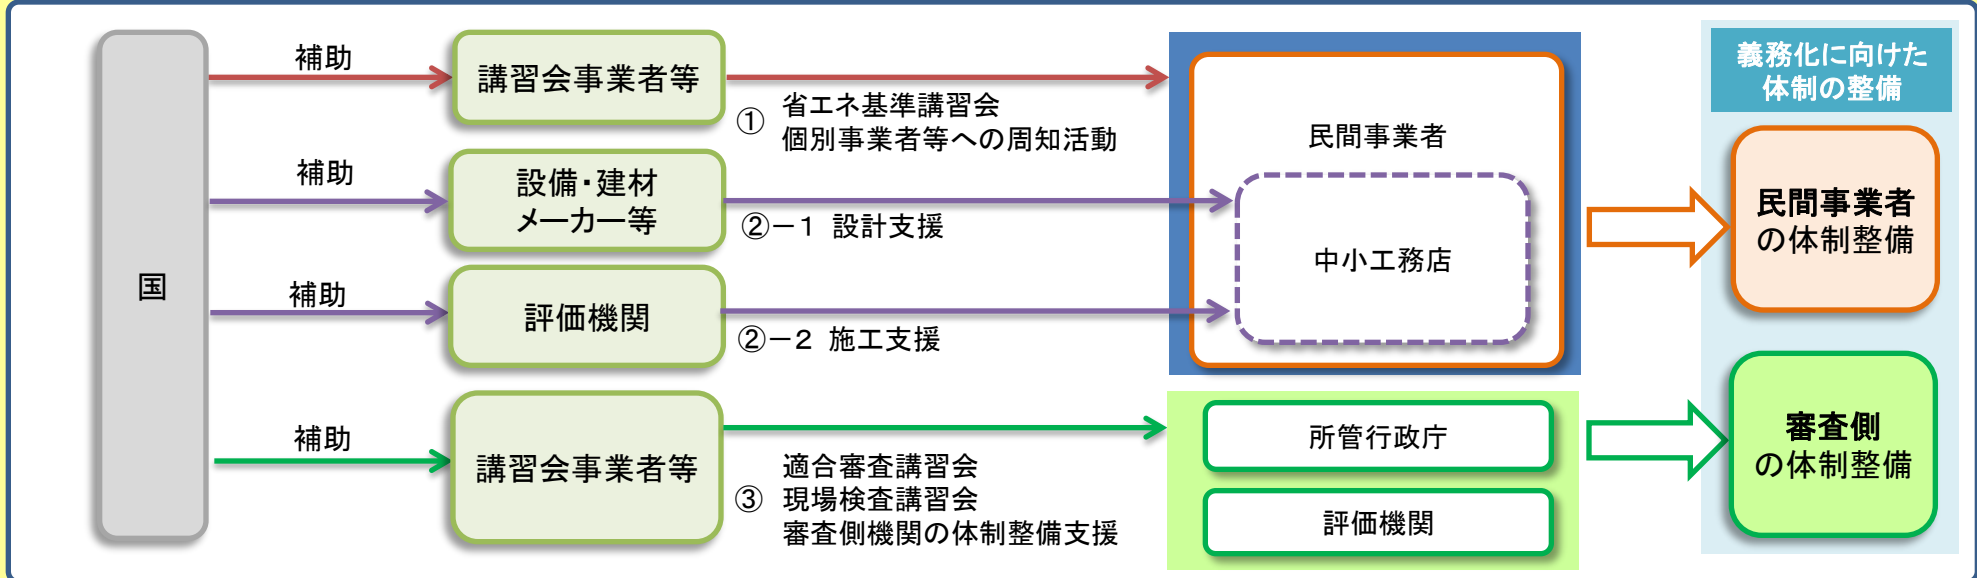 国
補助
講習会事業者等
① 省エネ基準講習会
個別事業者等への周知活動
補助
設備・建材
メーカー等
②－1 設計支援
補助
評価機関
②－2 施工支援
補助
講習会事業者等
適合審査講習会
③ 現場検査講習会
審査側機関の体制整備支援
民間事業者
中小工務店
所管行政庁
評価機関
義務化に向けた
体制の整備
民間事業者
の体制整備
審査側
の体制整備